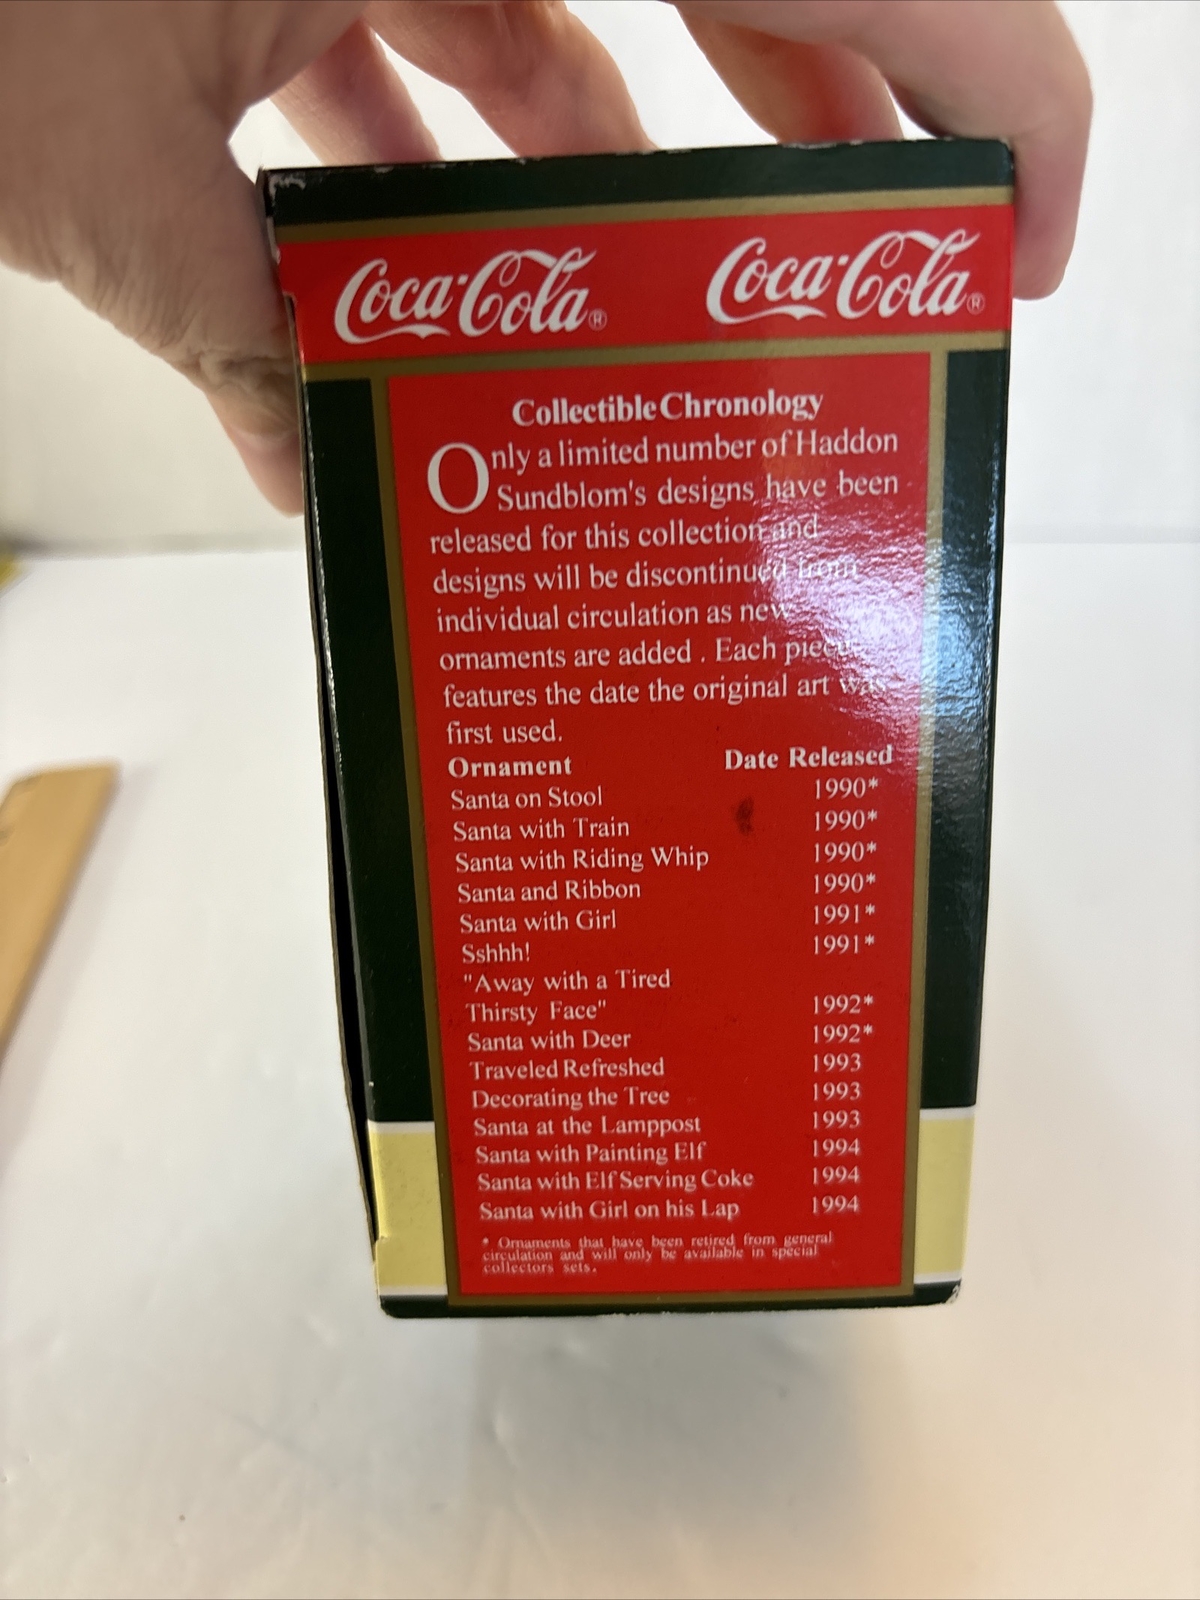 Coca-Cola® Coca-Cola®
Collectible Chronology
Only a limited number of Haddon
Sundblom's designs have been
released for this collection and
designs will be discontinued from
individual circulation as new
ornaments are added . Each piece
features the date the original art was
first used.
Ornament Date Released
Santa on Stool 1990*
Santa with Train 1990*
Santa with Riding Whip 1990*
Santa and Ribbon 1990*
Santa with Girl 1991*
Sshhh! 1991*
"Away with a Tired
Thirsty Face" 1992*
Santa with Deer 1992*
Traveled Refreshed 1993
Decorating the Tree 1993
Santa at the Lamppost 1993
Santa with Painting Elf 1994
Santa with Elf Serving Coke 1994
Santa with Girl on his Lap 1994
* Ornaments that have been retired from general
circulation and will only be available in special
collectors sets.